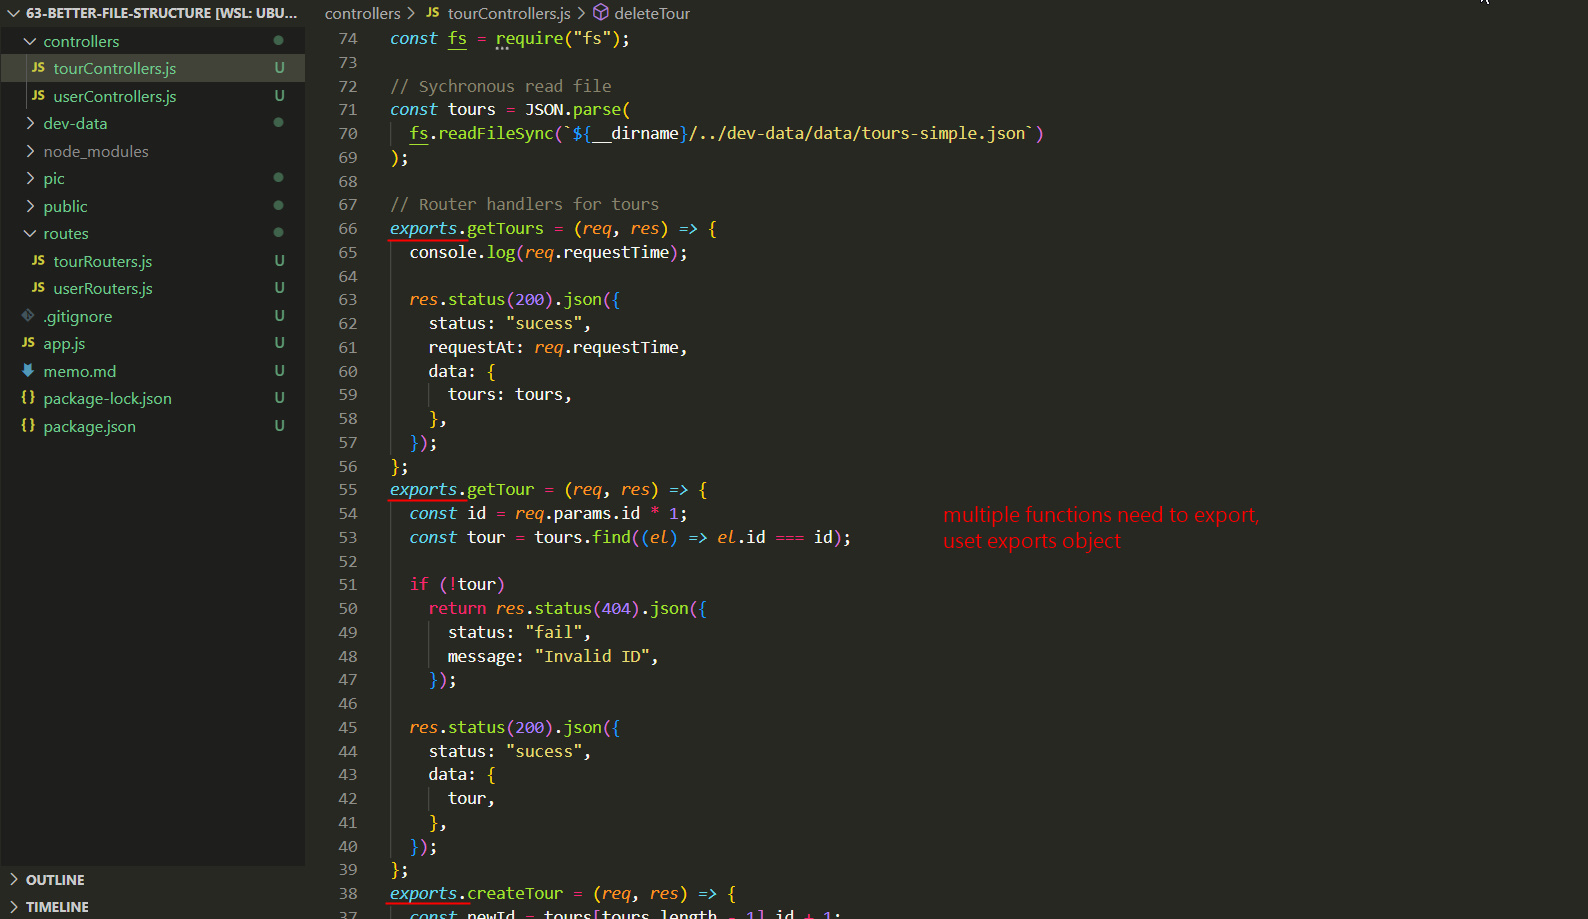 63-BETTER-FILE-STRUCTURE [WSL: UBU...
controllers
JS tourControllers.js U
JS userControllers.js U
dev-data
node_modules
pic
public
routes
JS tourRouters.js U
JS userRouters.js U
.gitignore U
JS app.js U
memo.md U
{} package-lock.json U
{} package.json U
OUTLINE
TIMELINE
controllers > JS tourControllers.js > deleteTour
74 const fs = require("fs");
73
72 // Sychronous read file
71 const tours = JSON.parse(
70 fs.readFileSync(`${__dirname}/../dev-data/data/tours-simple.json`)
69 );
68
67 // Router handlers for tours
66 exports.getTours = (req, res) => {
65 console.log(req.requestTime);
64
63 res.status(200).json({
62 status: "sucess",
61 requestAt: req.requestTime,
60 data: {
59 tours: tours,
58 },
57 });
56 };
55 exports.getTour = (req, res) => {
54 const id = req.params.id * 1;
53 const tour = tours.find((el) => el.id === id);
52
51 if (!tour)
50 return res.status(404).json({
49 status: "fail",
48 message: "Invalid ID",
47 });
46
45 res.status(200).json({
44 status: "sucess",
43 data: {
42 tour,
41 },
40 });
39 };
38 exports.createTour = (req, res) => {
37 const newId = tours[tours.length - 1].id + 1;
multiple functions need to export,
uset exports object